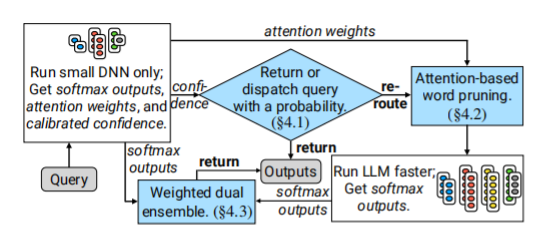 attention weights
Run small DNN only;
Get softmax outputs,
attention weights, and
calibrated confidence.
confi-
dence
Return or
dispatch query
with a probability.
(§4.1)
re-
route
Attention-based
word pruning.
(§4.2)
softmax
outputs
return
return
Query
Outputs
Weighted dual
ensemble. (§4.3)
softmax
outputs
Run LLM faster;
Get softmax
outputs.